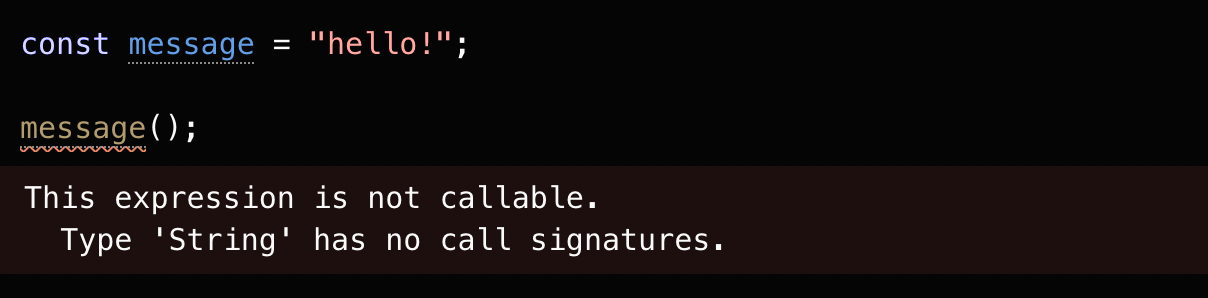 const message = "hello!";
message();
This expression is not callable.
Type 'String' has no call signatures.